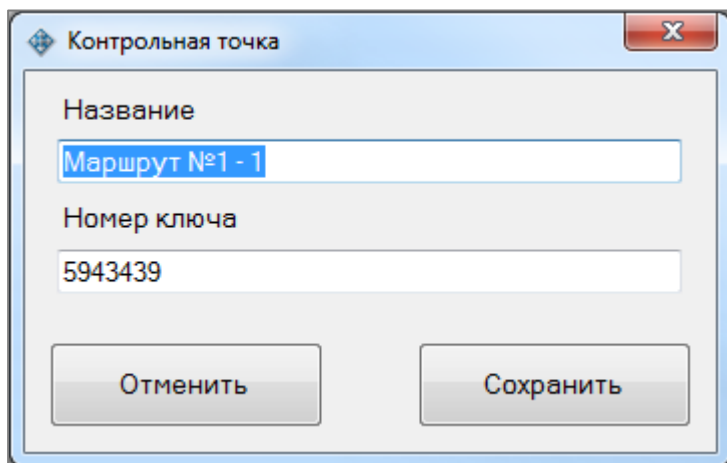 Контрольная точка
Название
Маршрут №1 - 1
Номер ключа
5943439
Отменить Сохранить